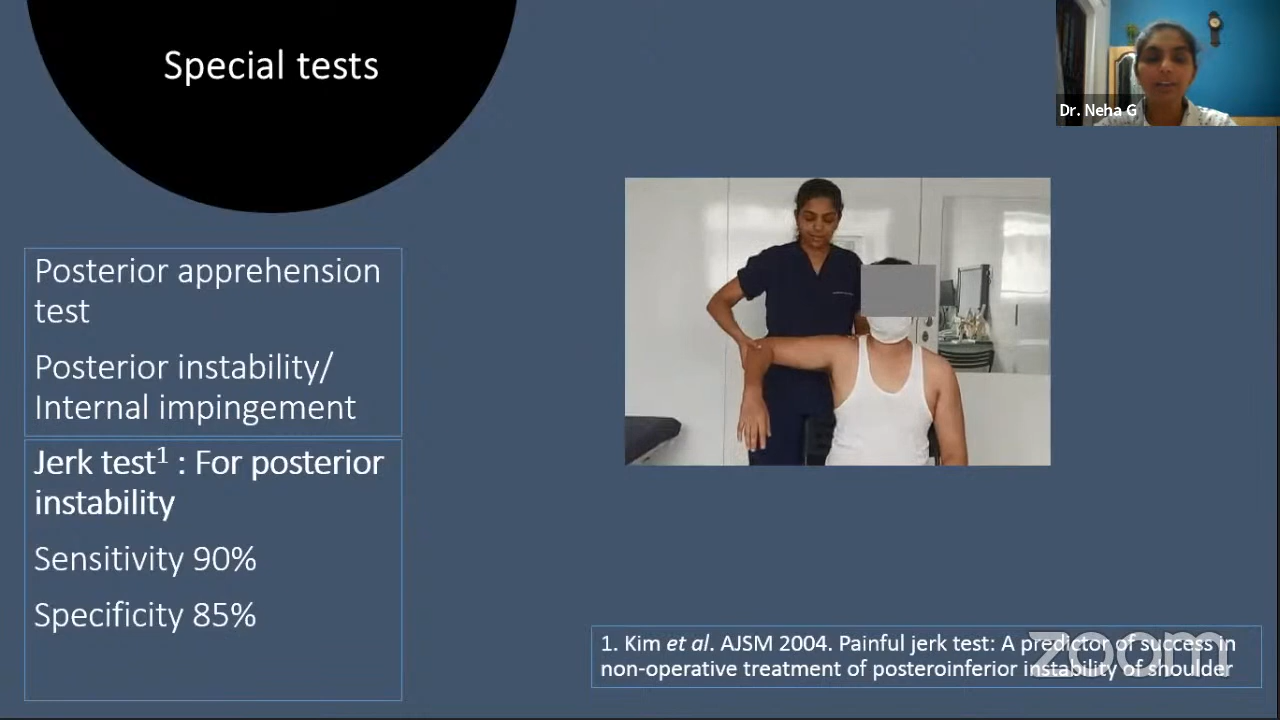 Special tests
Dr. Neha G
Posterior apprehension
test
Posterior instability/
Internal impingement
Jerk test¹ : For posterior
instability
Sensitivity 90%
Specificity 85%
1. Kim et al. AJSM 2004. Painful jerk test: A predictor of success in
non-operative treatment of posteroinferior instability of shoulder
zoom